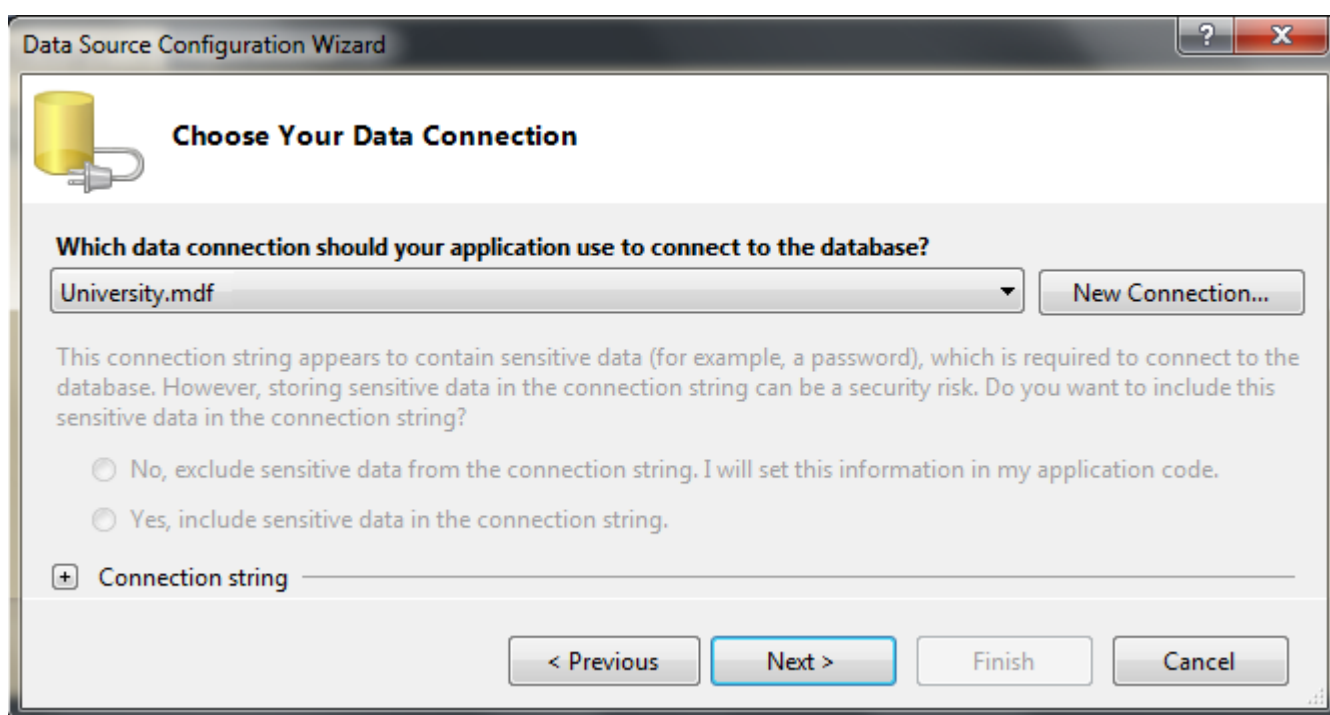 Data Source Configuration Wizard
?
X
Choose Your Data Connection
Which data connection should your application use to connect to the database?
University.mdf
New Connection...
This connection string appears to contain sensitive data (for example, a password), which is required to connect to the
database. However, storing sensitive data in the connection string can be a security risk. Do you want to include this
sensitive data in the connection string?
No, exclude sensitive data from the connection string. I will set this information in my application code.
Yes, include sensitive data in the connection string.
+ Connection string
< Previous
Next >
Finish
Cancel